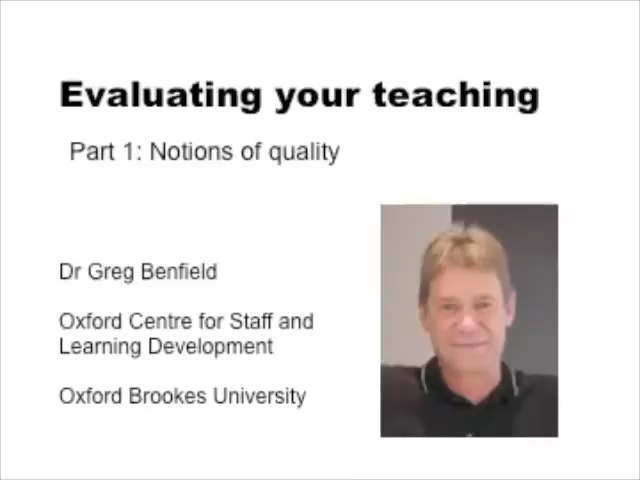 Evaluating your teaching
Part 1: Notions of quality
Dr Greg Benfield
Oxford Centre for Staff and
Learning Development
Oxford Brookes University